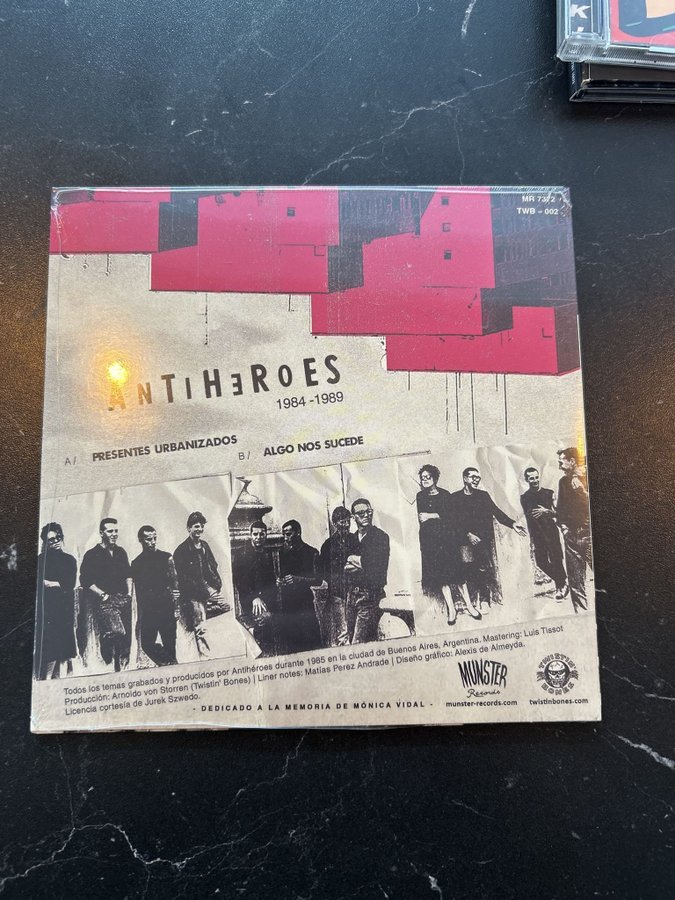 K
MR 7372
TWB – 002
ANTIHEROES
1984 -1989
A/ PRESENTES URBANIZADOS B/ ALGO NOS SUCEDE
Todos los temas grabados y producidos por Antihéroes durante 1985 en la ciudad de Buenos Aires, Argentina. Mastering: Luis Tissot
Producción: Arnoldo von Storren (Twistin' Bones) | Liner notes: Matías Perez Andrade | Diseño gráfico: Alexis de Almeyda.
Licencia cortesía de Jurek Szwedo.
- DEDICADO A LA MEMORIA DE MÓNICA VIDAL -
MUNSTER
Records
munster-records.com
TWISTIN'
BONES
twistinbones.com